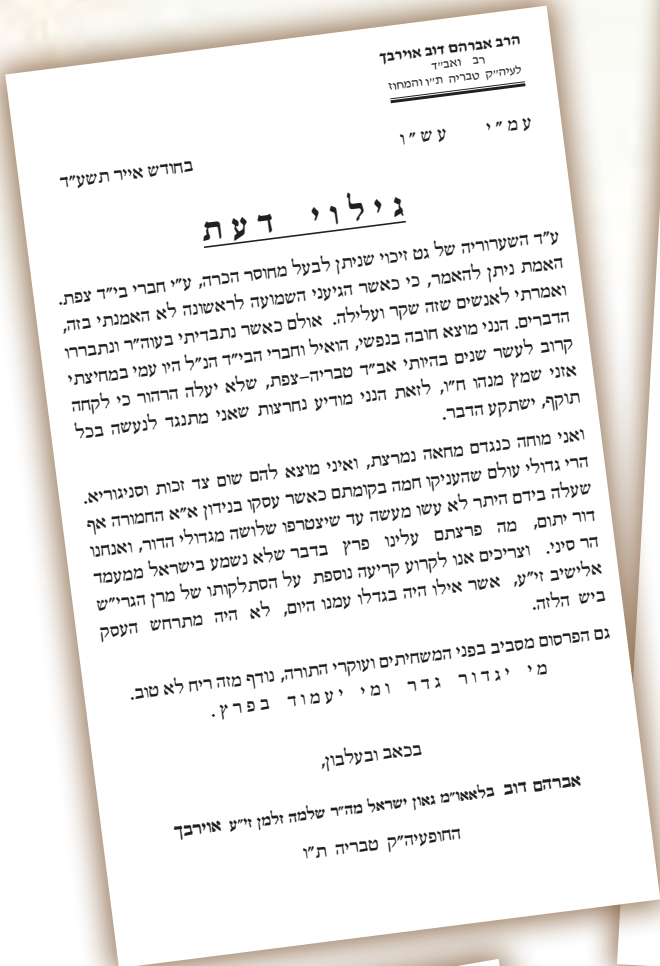 הרב אברהם דוב אוירבך
רב ואב״ד
לעיה״ק טבריה ת״ו והמחוז
עמ״י עש״ו
בחודש אייר תשע״ד
גילוי דעת
ע״ד השערוריה של גט זיכוי שניתן לבעל מחוסר הכרה, ע״י חברי בי״ד צפת.
האמת ניתן להאמר, כי כאשר הגיעני השמועה לראשונה לא האמנתי בזה,
ואמרתי לאנשים שזה שקר ועלילה. אולם כאשר נתבדיתי בעוה״ר ונתבררו
הדברים. הנני מוצא חובה בנפשי, הואיל וחברי הבי״ד הנ״ל היו עמי במחיצתי
קרוב לעשר שנים בהיותי אב״ד טבריה–צפת, שלא יעלה הרהור כי לקחה
אזני שמץ מנהו ח״ו, לזאת הנני מודיע נחרצות שאני מתנגד לנעשה בכל
תוקף, ישתקע הדבר.
ואני מוחה כנגדם מחאה נמרצת, ואיני מוצא להם שום צד זכות וסניגוריא.
הרי גדולי עולם שהעניקו חמה בקומתם כאשר עסקו בנידון א״א החמורה אף
שעלה בידם היתר לא עשו מעשה עד שיצטרפו שלושה מגדולי הדור, ואנחנו
דור יתום, מה פרצתם עלינו פרץ בדבר שלא נשמע בישראל ממעמד
הר סיני. וצריכים אנו לקרוע קריעה נוספת על הסתלקותו של מרן הגרי״ש
אלישיב זי״ע, אשר אילו היה בגדלו עמנו היום, לא היה מתרחש העסק
ביש הלזה.
גם הפרסום מסביב בפני המשחיתים ועוקרי התורה, נודף מזה ריח לא טוב.
מי יגדור גדר ומי יעמוד בפרץ.
בכאב ובעלבון,
אברהם דוב בלאאו״מ גאון ישראל מה״ר שלמה זלמן זי״ע אוירבך
החופעיה״ק טבריה ת״ו